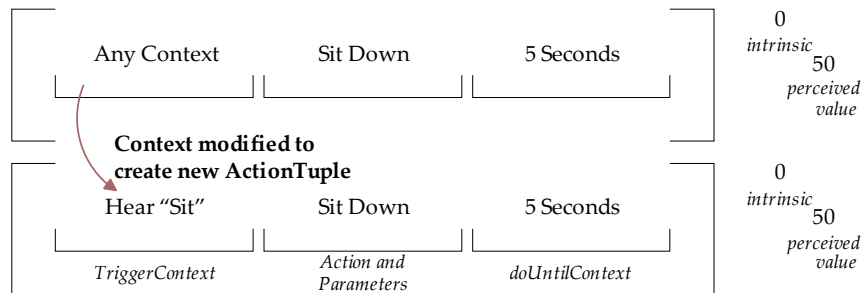 Any Context Sit Down 5 Seconds
0
intrinsic
50
perceived
value
Context modified to
create new ActionTuple
Hear “Sit” Sit Down 5 Seconds
0
intrinsic
50
perceived
value
TriggerContext Action and Parameters doUntilContext